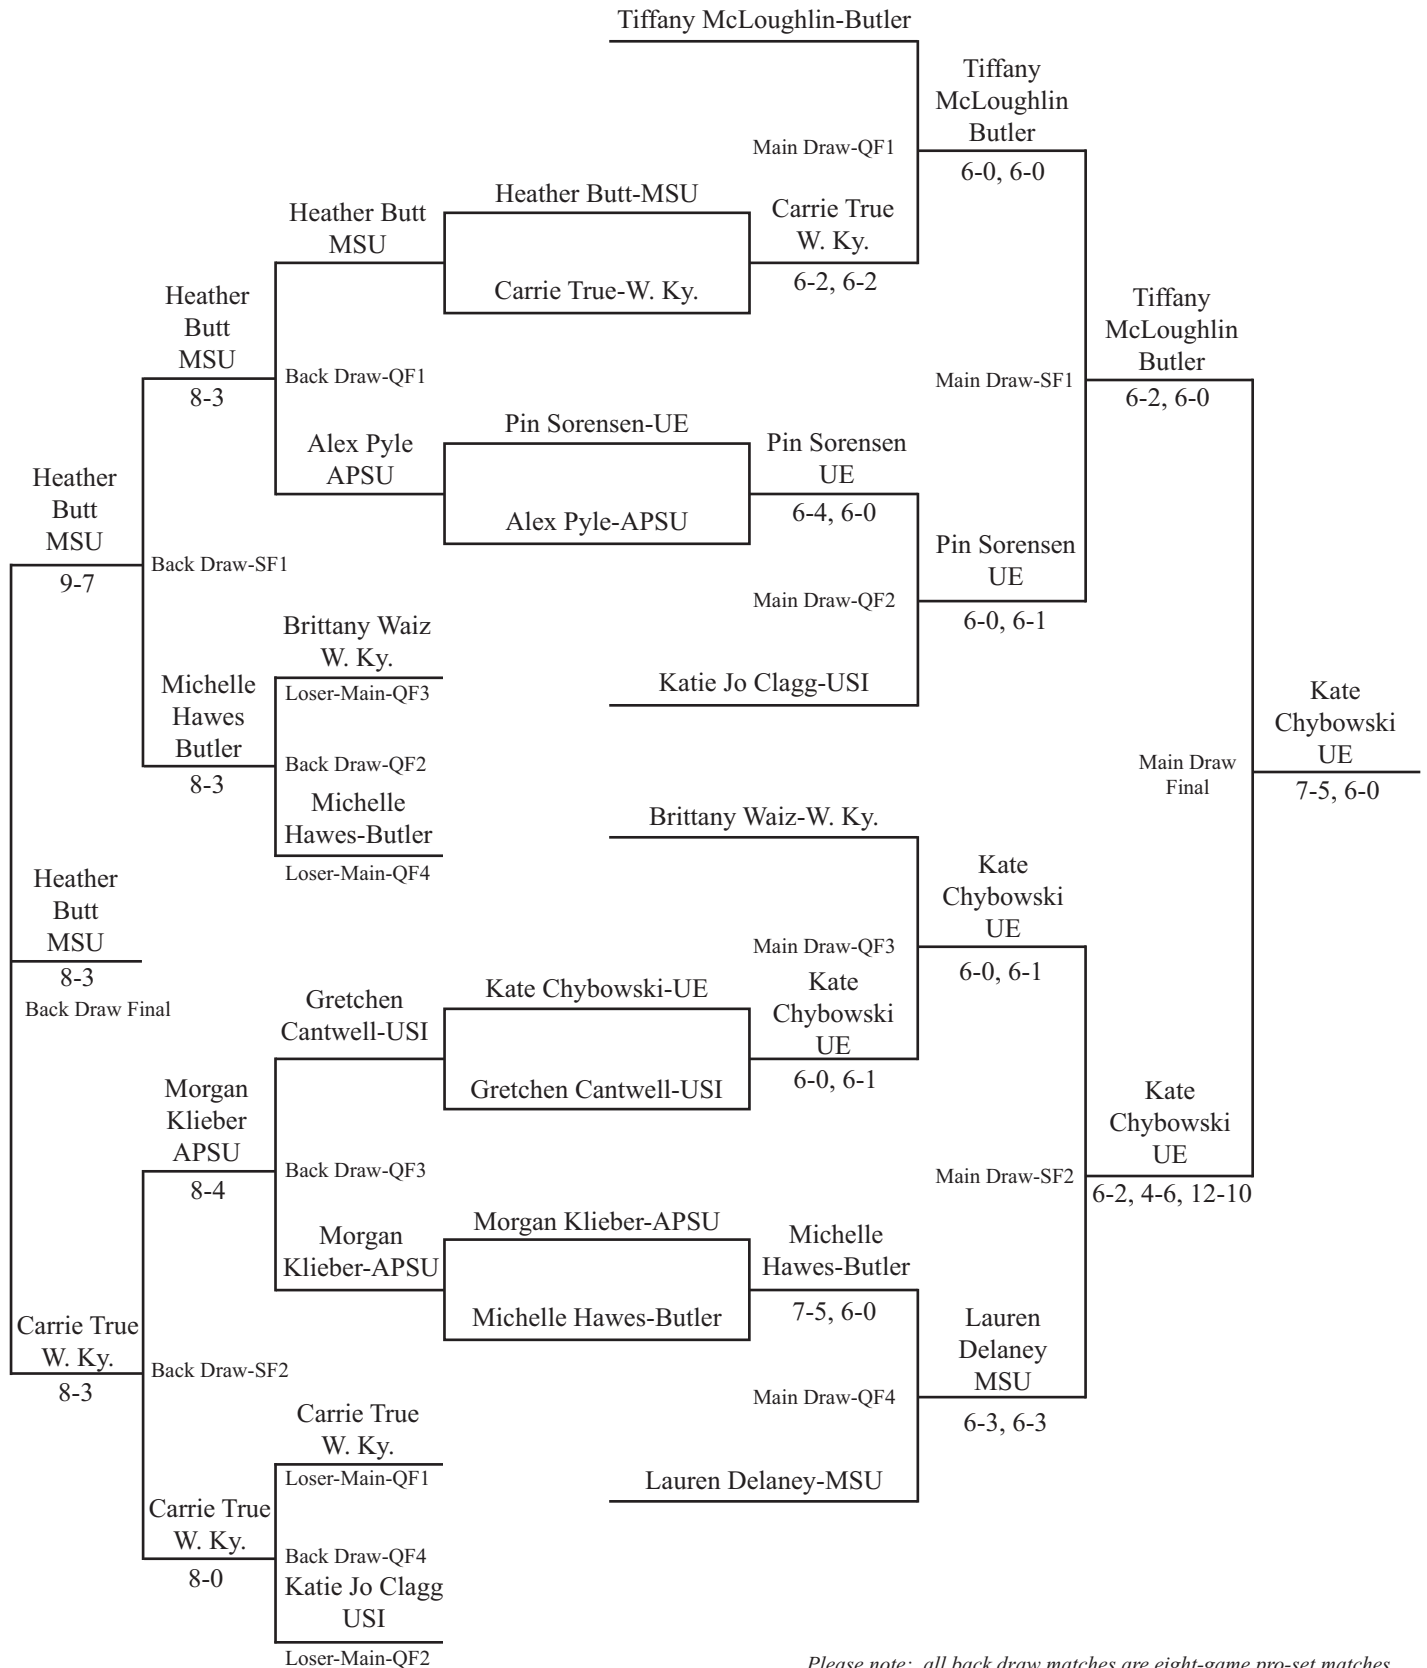 Tiffany McLoughlin-Butler
Tiffany
McLoughlin
Butler
Main Draw-QF1
6-0, 6-0
Heather Butt-MSU
Heather Butt
MSU
Carrie True
W. Ky.
Carrie True-W. Ky.
6-2, 6-2
Heather
Butt
MSU
8-3
Back Draw-QF1
Tiffany
McLoughlin
Butler
Main Draw-SF1
6-2, 6-0
Pin Sorensen-UE
Alex Pyle
APSU
Pin Sorensen
UE
Alex Pyle-APSU
6-4, 6-0
Heather
Butt
MSU
9-7
Back Draw-SF1
Pin Sorensen
UE
Main Draw-QF2
6-0, 6-1
Brittany Waiz
W. Ky.
Loser-Main-QF3
Katie Jo Clagg-USI
Michelle
Hawes
Butler
8-3
Back Draw-QF2
Michelle
Hawes-Butler
Loser-Main-QF4
Kate
Chybowski
UE
Main Draw
Final
7-5, 6-0
Brittany Waiz-W. Ky.
Heather
Butt
MSU
8-3
Back Draw Final
Kate
Chybowski
UE
Main Draw-QF3
6-0, 6-1
Gretchen
Cantwell-USI
Kate Chybowski-UE
Kate
Chybowski
UE
Gretchen Cantwell-USI
6-0, 6-1
Morgan
Klieber
APSU
8-4
Back Draw-QF3
Kate
Chybowski
UE
Main Draw-SF2
6-2, 4-6, 12-10
Morgan
Klieber-APSU
Morgan Klieber-APSU
Michelle
Hawes-Butler
Michelle Hawes-Butler
7-5, 6-0
Carrie True
W. Ky.
8-3
Back Draw-SF2
Lauren
Delaney
MSU
Main Draw-QF4
6-3, 6-3
Carrie True
W. Ky.
Loser-Main-QF1
Lauren Delaney-MSU
Carrie True
W. Ky.
8-0
Back Draw-QF4
Katie Jo Clagg
USI
Loser-Main-QF2
Please note: all back draw matches are eight-game pro-set matches